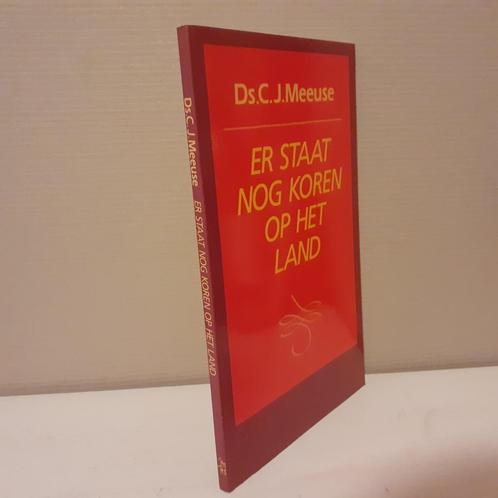 Ds. C. J. Meeuse
ER STAAT
NOG KOREN
OP HET
LAND
Ds. C. J. Meeuse ER STAAT NOG KOREN OP HET LAND